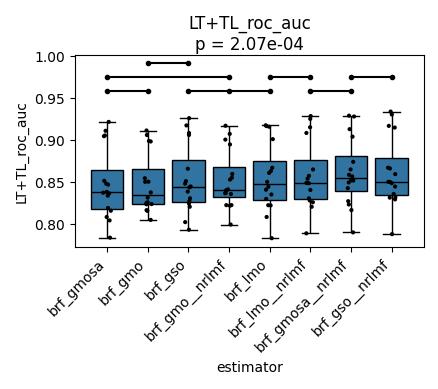 LT+TL_roc_auc
p = 2.07e-04
LT+TL_roc_auc
1.00
0.95
0.90
0.85
0.80
brf_gmosa
brf_gmo
brf_gso
brf_gmo__nrlmf
brf_lmo
brf_lmo__nrlmf
brf_gmosa__nrlmf
brf_gso__nrlmf
estimator